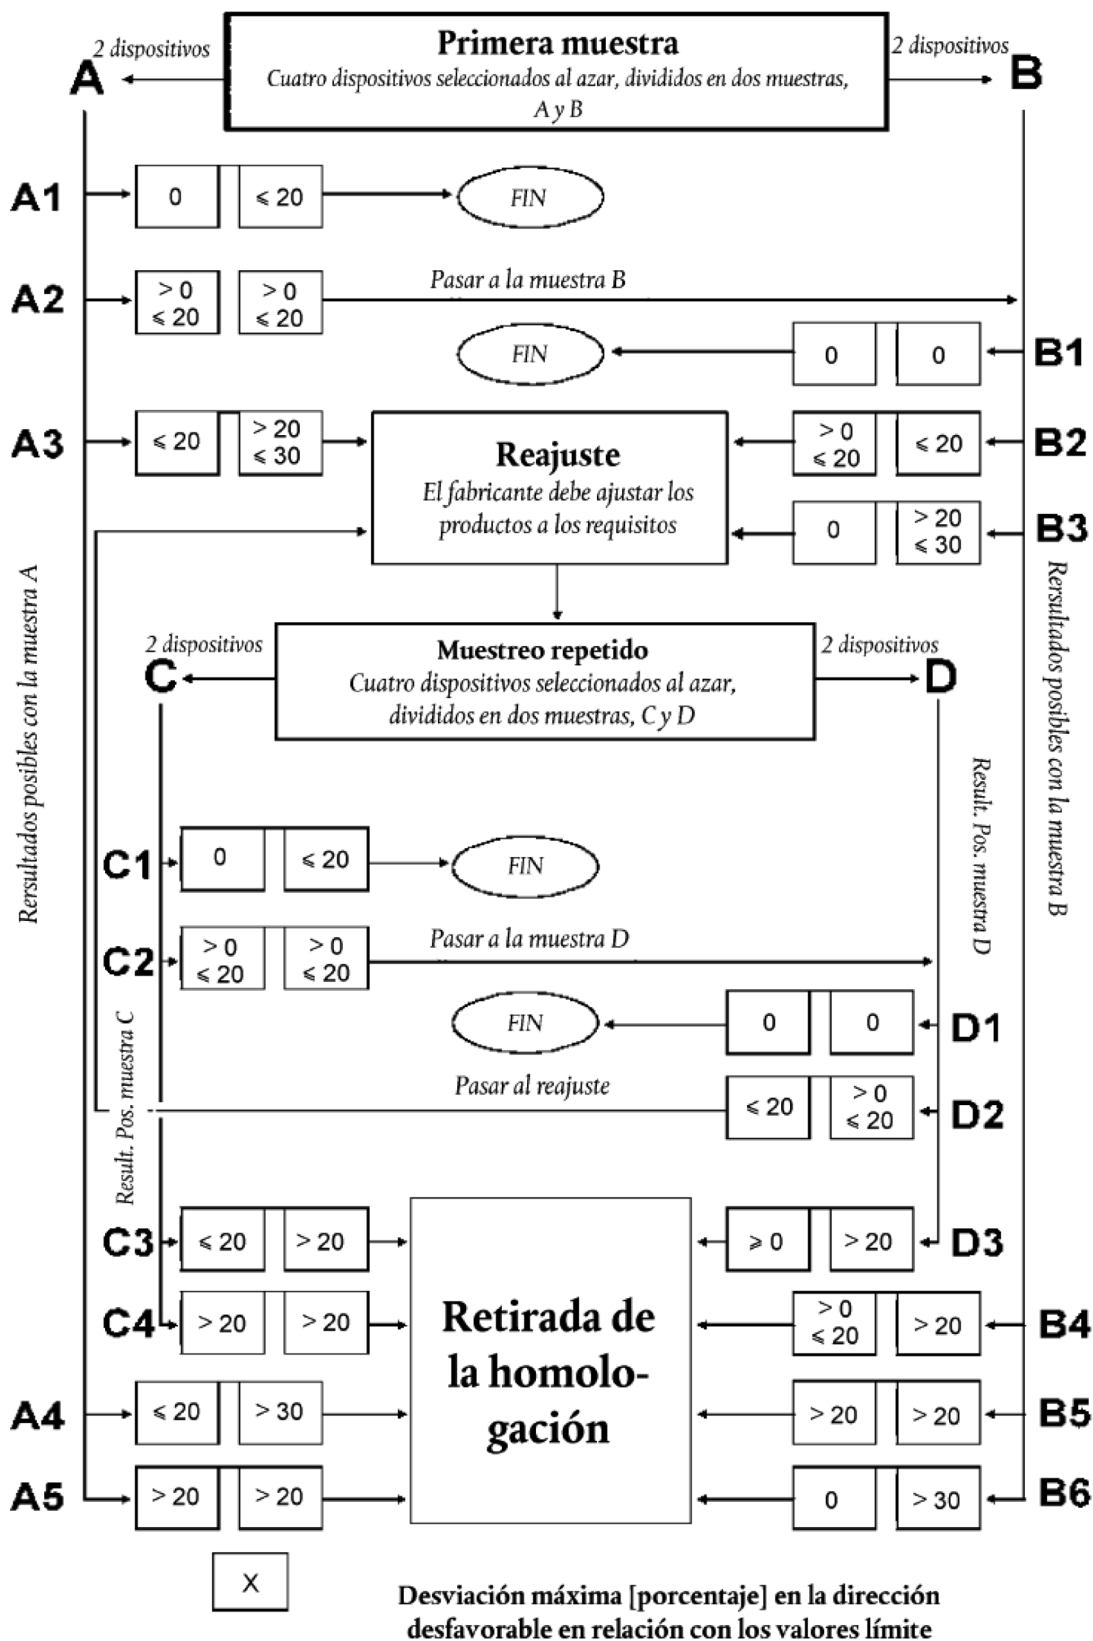 2 dispositivos
Primera muestra
2 dispositivos
A
Cuatro dispositivos seleccionados al azar, divididos en dos muestras,
A y B
B
A1
0
⩽ 20
FIN
A2
> 0
⩽ 20
> 0
⩽ 20
Pasar a la muestra B
FIN
0
0
B1
A3
⩽ 20
> 20
⩽ 30
Reajuste
El fabricante debe ajustar los
productos a los requisitos
> 0
⩽ 20
⩽ 20
B2
0
> 20
⩽ 30
B3
Rersultados posibles con la muestra A
Rersultados posibles con la muestra B
2 dispositivos
C
Muestreo repetido
Cuatro dispositivos seleccionados al azar,
divididos en dos muestras, C y D
2 dispositivos
D
Result. Pos. muestra D
C1
0
⩽ 20
FIN
C2
> 0
⩽ 20
> 0
⩽ 20
Pasar a la muestra D
Result. Pos. muestra C
FIN
0
0
D1
Pasar al reajuste
⩽ 20
> 0
⩽ 20
D2
C3
⩽ 20
> 20
Retirada de
la homolo-
gación
⩾ 0
> 20
D3
C4
> 20
> 20
> 0
⩽ 20
> 20
B4
A4
⩽ 20
> 30
> 20
> 20
B5
A5
> 20
> 20
0
> 30
B6
X
Desviación máxima [porcentaje] en la dirección
desfavorable en relación con los valores límite